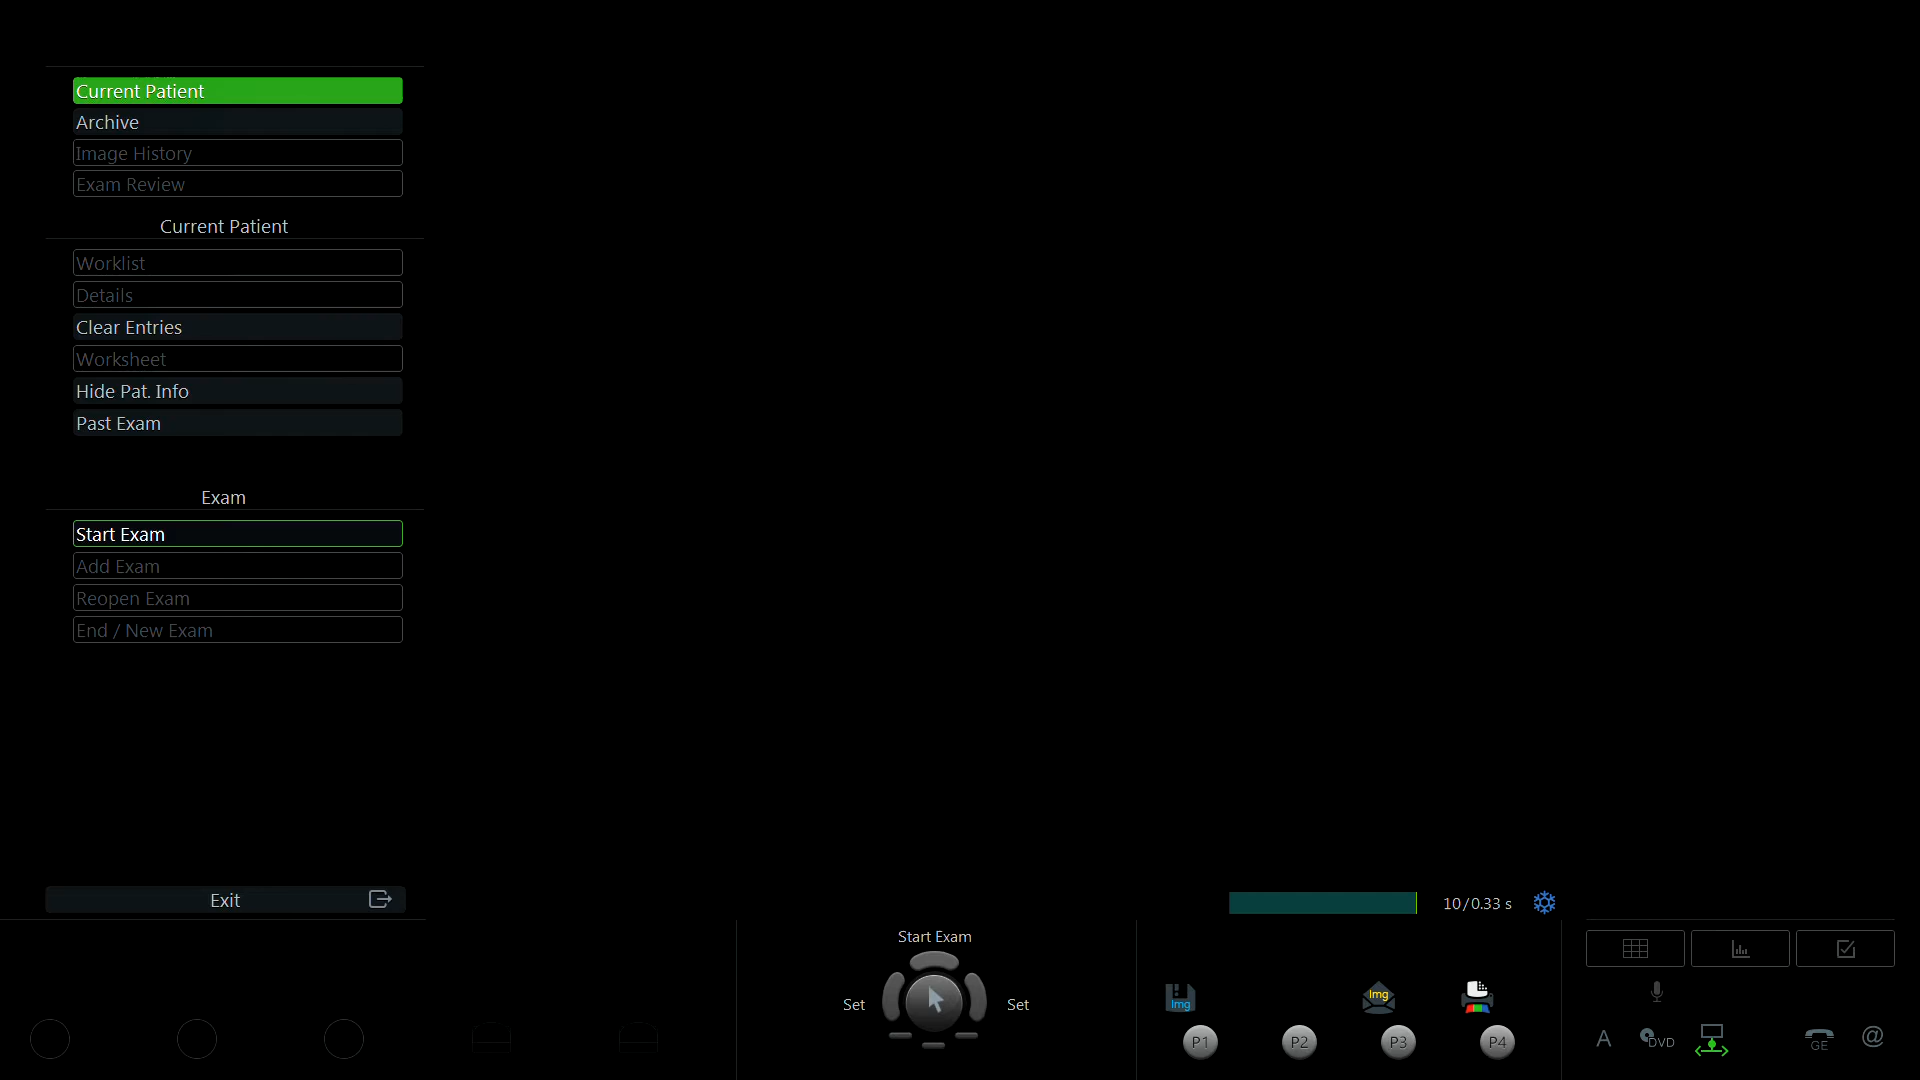 Current Patient
Archive
Image History
Exam Review
Current Patient
Worklist
Details
Clear Entries
Worksheet
Hide Pat. Info
Past Exam
Exam
Start Exam
Add Exam
Reopen Exam
End / New Exam
Exit
10/0.33 s
Start Exam
Set
Set
Img
Img
P1
P2
P3
P4
A
DVD
GE
@